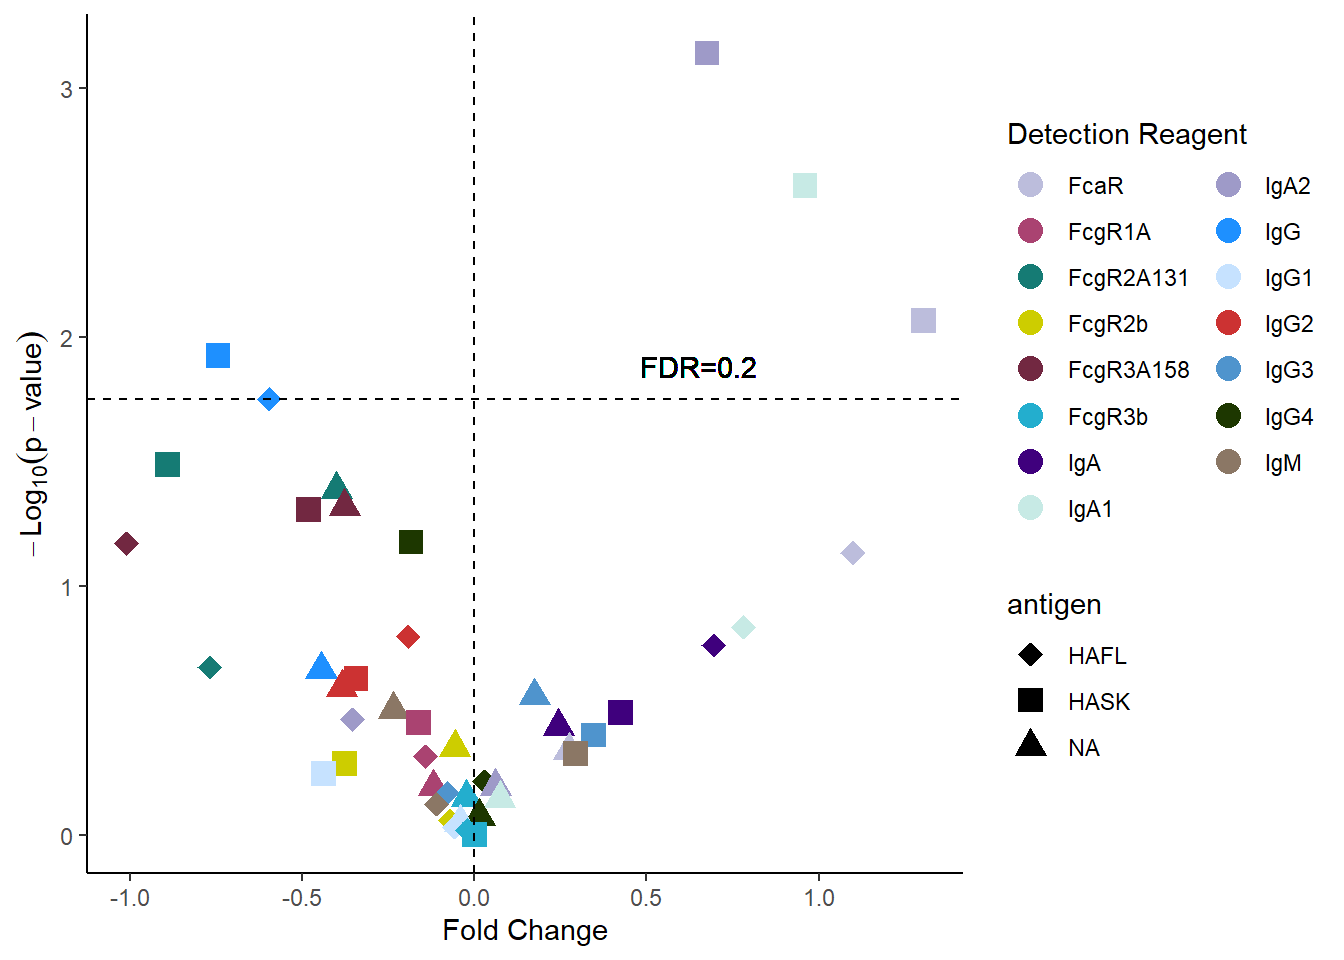 3
2
1
0
−Log10(p − value)
FDR=0.2
-1.0 -0.5 0.0 0.5 1.0
Fold Change
Detection Reagent
FcaR IgA2
FcgR1A IgG
FcgR2A131 IgG1
FcgR2b IgG2
FcgR3A158 IgG3
FcgR3b IgG4
IgA IgM
IgA1
antigen
HAFL
HASK
NA